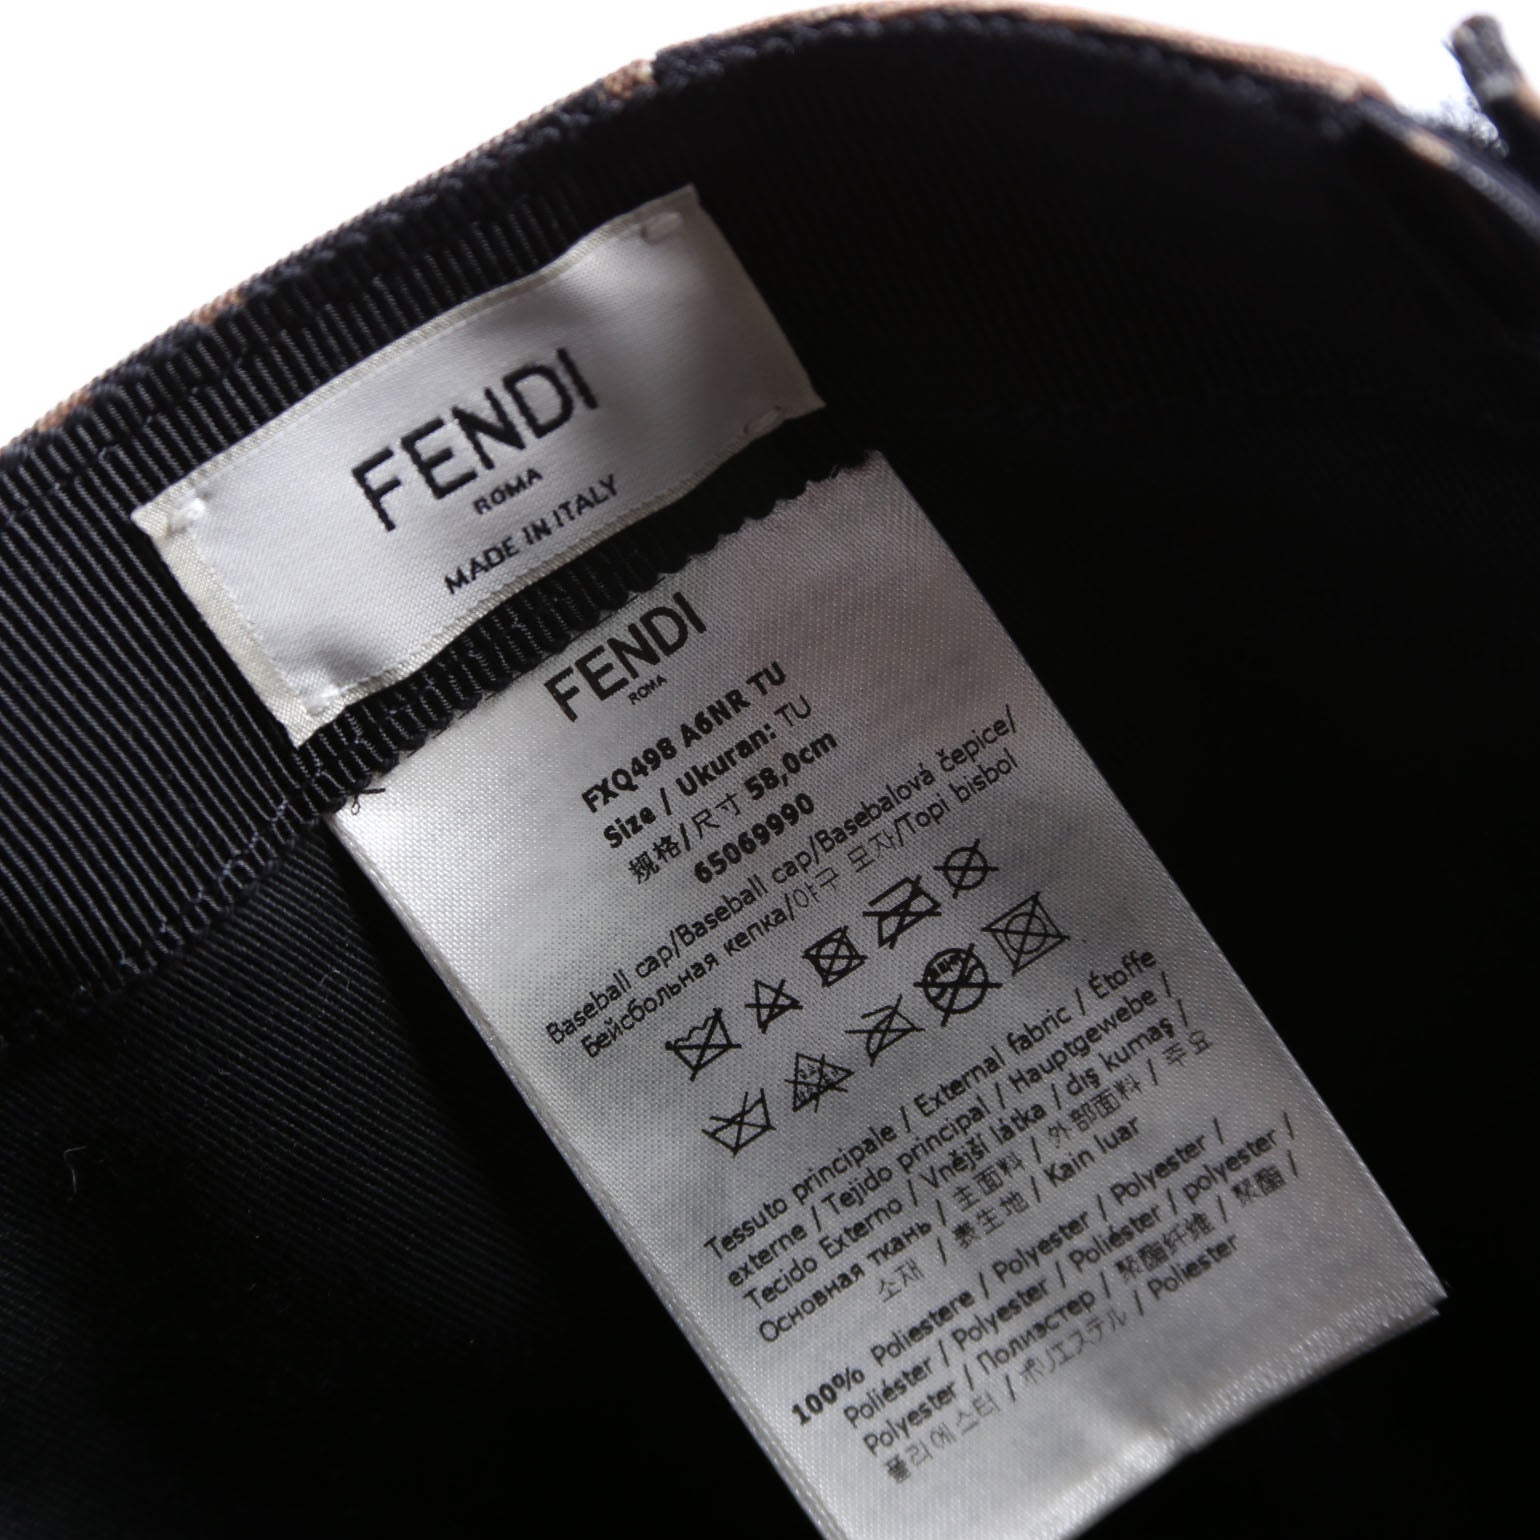 FENDI
ROMA
MADE IN ITALY
FENDI
ROMA
FXQ498 A6NR TU
Size / Ukuran: TU
规格/尺寸 58,0cm
65069990
Baseball cap/Baseball cap/Basebalová čepice/
Бейсбольная кепка/야구 모자/Topi bisbol
Tessuto principale / External fabric / Étoffe
externe / Tejido principal / Hauptgewebe /
Tecido Externo / Vnější látka / dış kumaş /
Основная ткань / 主面料 / 外部面料 / 주요
소재 / 表生地 / Kain luar
100% Poliestere / Polyester / Polyester /
Poliéster / Polyester / Poliéster / polyester /
Polyester / Полиэстер / 聚酯纤维 / 聚酯 /
폴리에스터 / ポリエステル / Poliester